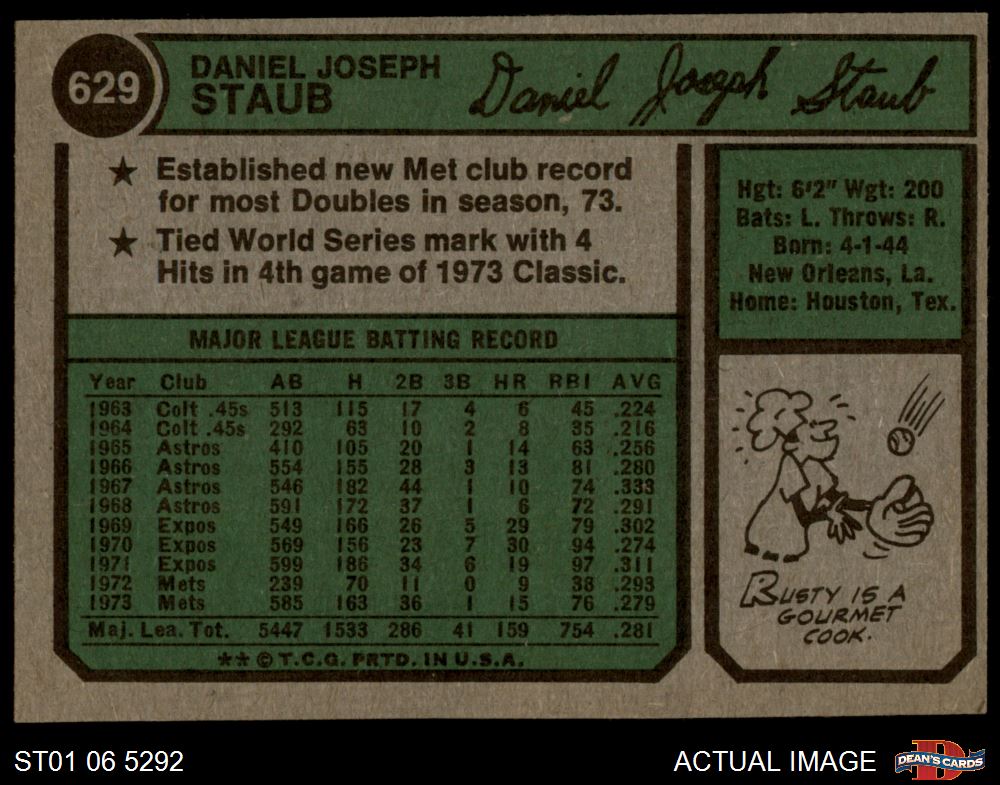 629
DANIEL JOSEPH
STAUB
Daniel Joseph Staub
★ Established new Met club record
for most Doubles in season, 73.
★ Tied World Series mark with 4
Hits in 4th game of 1973 Classic.
Hgt: 6'2" Wgt: 200
Bats: L. Throws: R.
Born: 4-1-44
New Orleans, La.
Home: Houston, Tex.
MAJOR LEAGUE BATTING RECORD
Year Club AB H 2B 3B HR RBI AVG
1963 Colt .45s 513 115 17 4 6 45 .224
1964 Colt .45s 292 63 10 2 8 35 .216
1965 Astros 410 105 20 1 14 63 .256
1966 Astros 554 155 28 3 13 81 .280
1967 Astros 546 182 44 1 10 74 .333
1968 Astros 591 172 37 1 6 72 .291
1969 Expos 549 166 26 5 29 79 .302
1970 Expos 569 156 23 7 30 94 .274
1971 Expos 599 186 34 6 19 97 .311
1972 Mets 239 70 11 0 9 38 .293
1973 Mets 585 163 36 1 15 76 .279
Maj. Lea. Tot. 5447 1533 286 41 159 754 .281
★★ © T.C.G. PRTD. IN U.S.A.
RUSTY IS A
GOURMET
COOK.
ST01 06 5292
ACTUAL IMAGE
D
DEAN'S CARDS